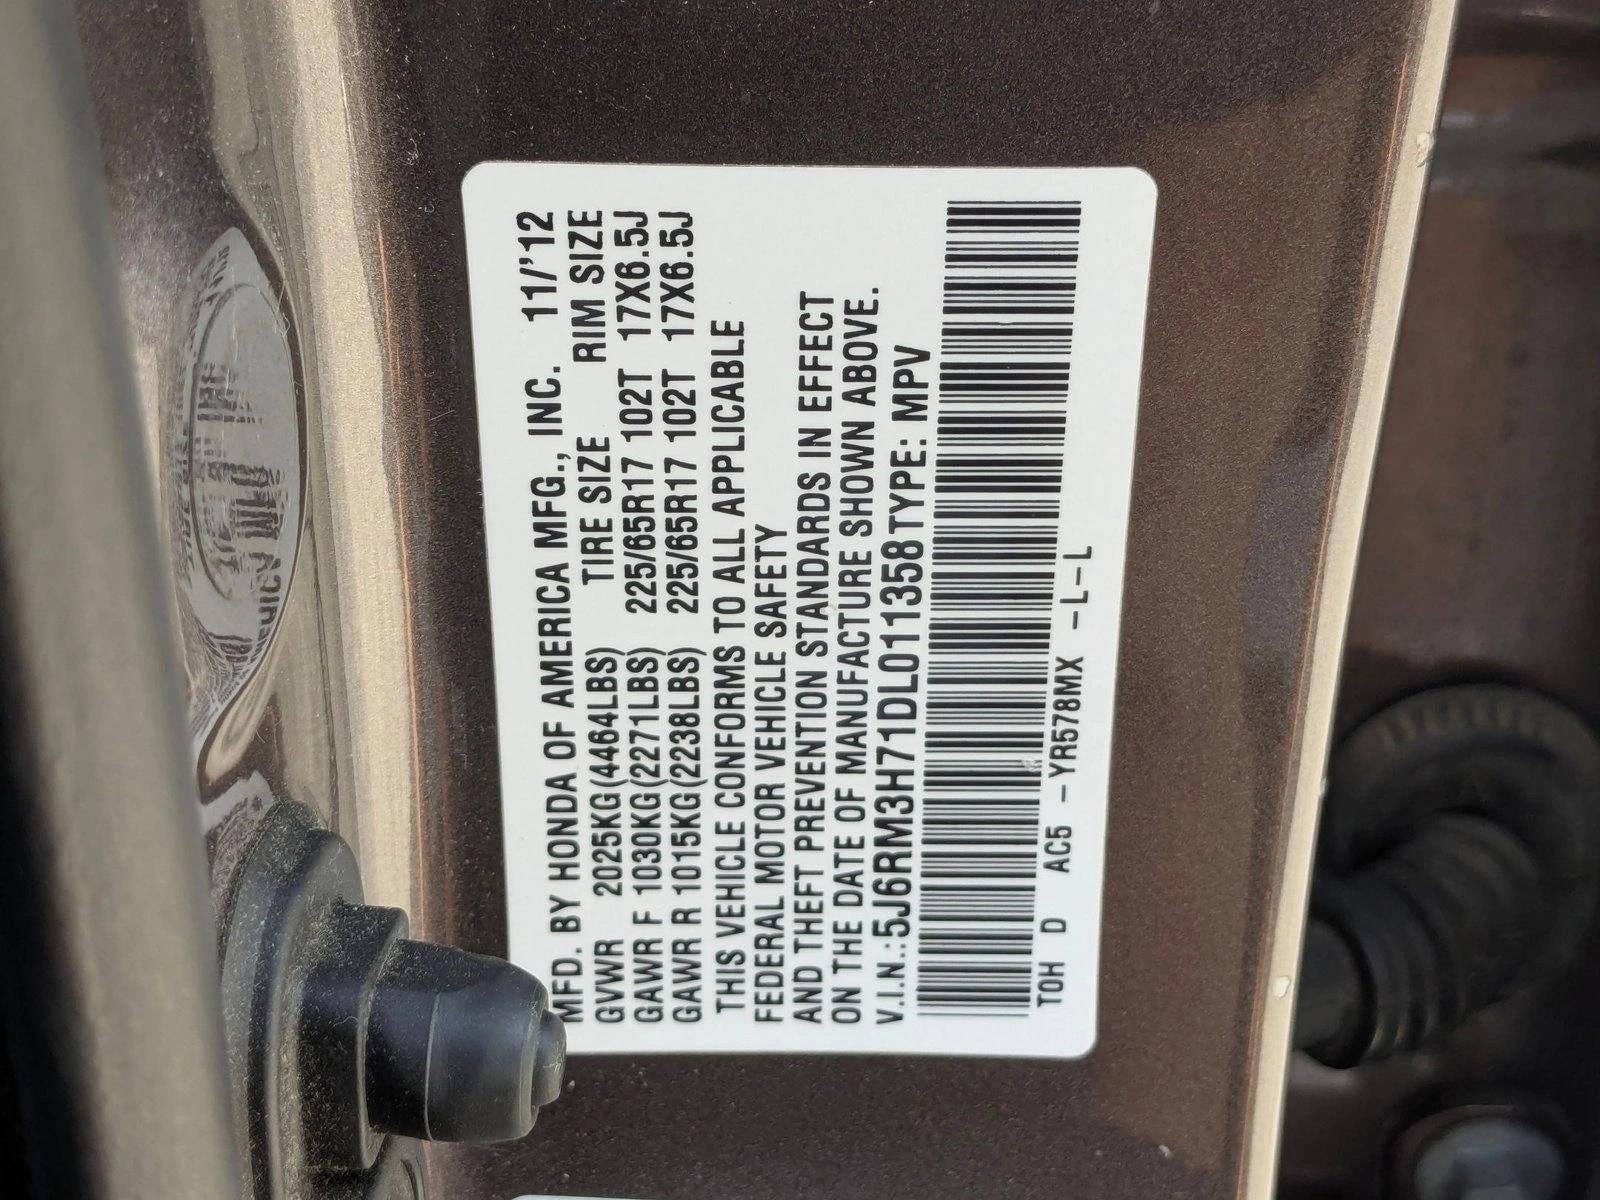 MFD. BY HONDA OF AMERICA MFG., INC. 11/'12
GVWR 2025KG(4464LBS) TIRE SIZE RIM SIZE
GAWR F 1030KG(2271LBS) 225/65R17 102T 17X6.5J
GAWR R 1015KG(2238LBS) 225/65R17 102T 17X6.5J
THIS VEHICLE CONFORMS TO ALL APPLICABLE
FEDERAL MOTOR VEHICLE SAFETY
AND THEFT PREVENTION STANDARDS IN EFFECT
ON THE DATE OF MANUFACTURE SHOWN ABOVE.
V.I.N.:5J6RM3H71DL011358 TYPE: MPV
TOH D AC5 -YR578MX -L-L